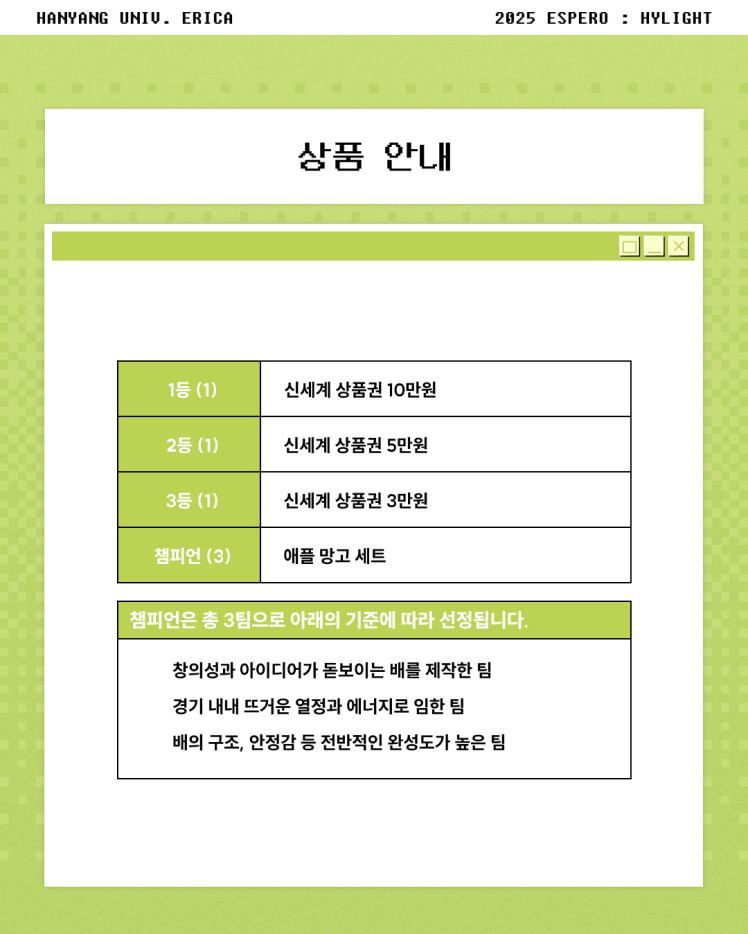 HANYANG UNIV. ERICA
2025 ESPERO : HYLIGHT
상품 안내
1등 (1)
신세계 상품권 10만원
2등 (1)
신세계 상품권 5만원
3등 (1)
신세계 상품권 3만원
챔피언 (3)
애플 망고 세트
챔피언은 총 3팀으로 아래의 기준에 따라 선정됩니다.
창의성과 아이디어가 돋보이는 배를 제작한 팀
경기 내내 뜨거운 열정과 에너지로 임한 팀
배의 구조, 안정감 등 전반적인 완성도가 높은 팀